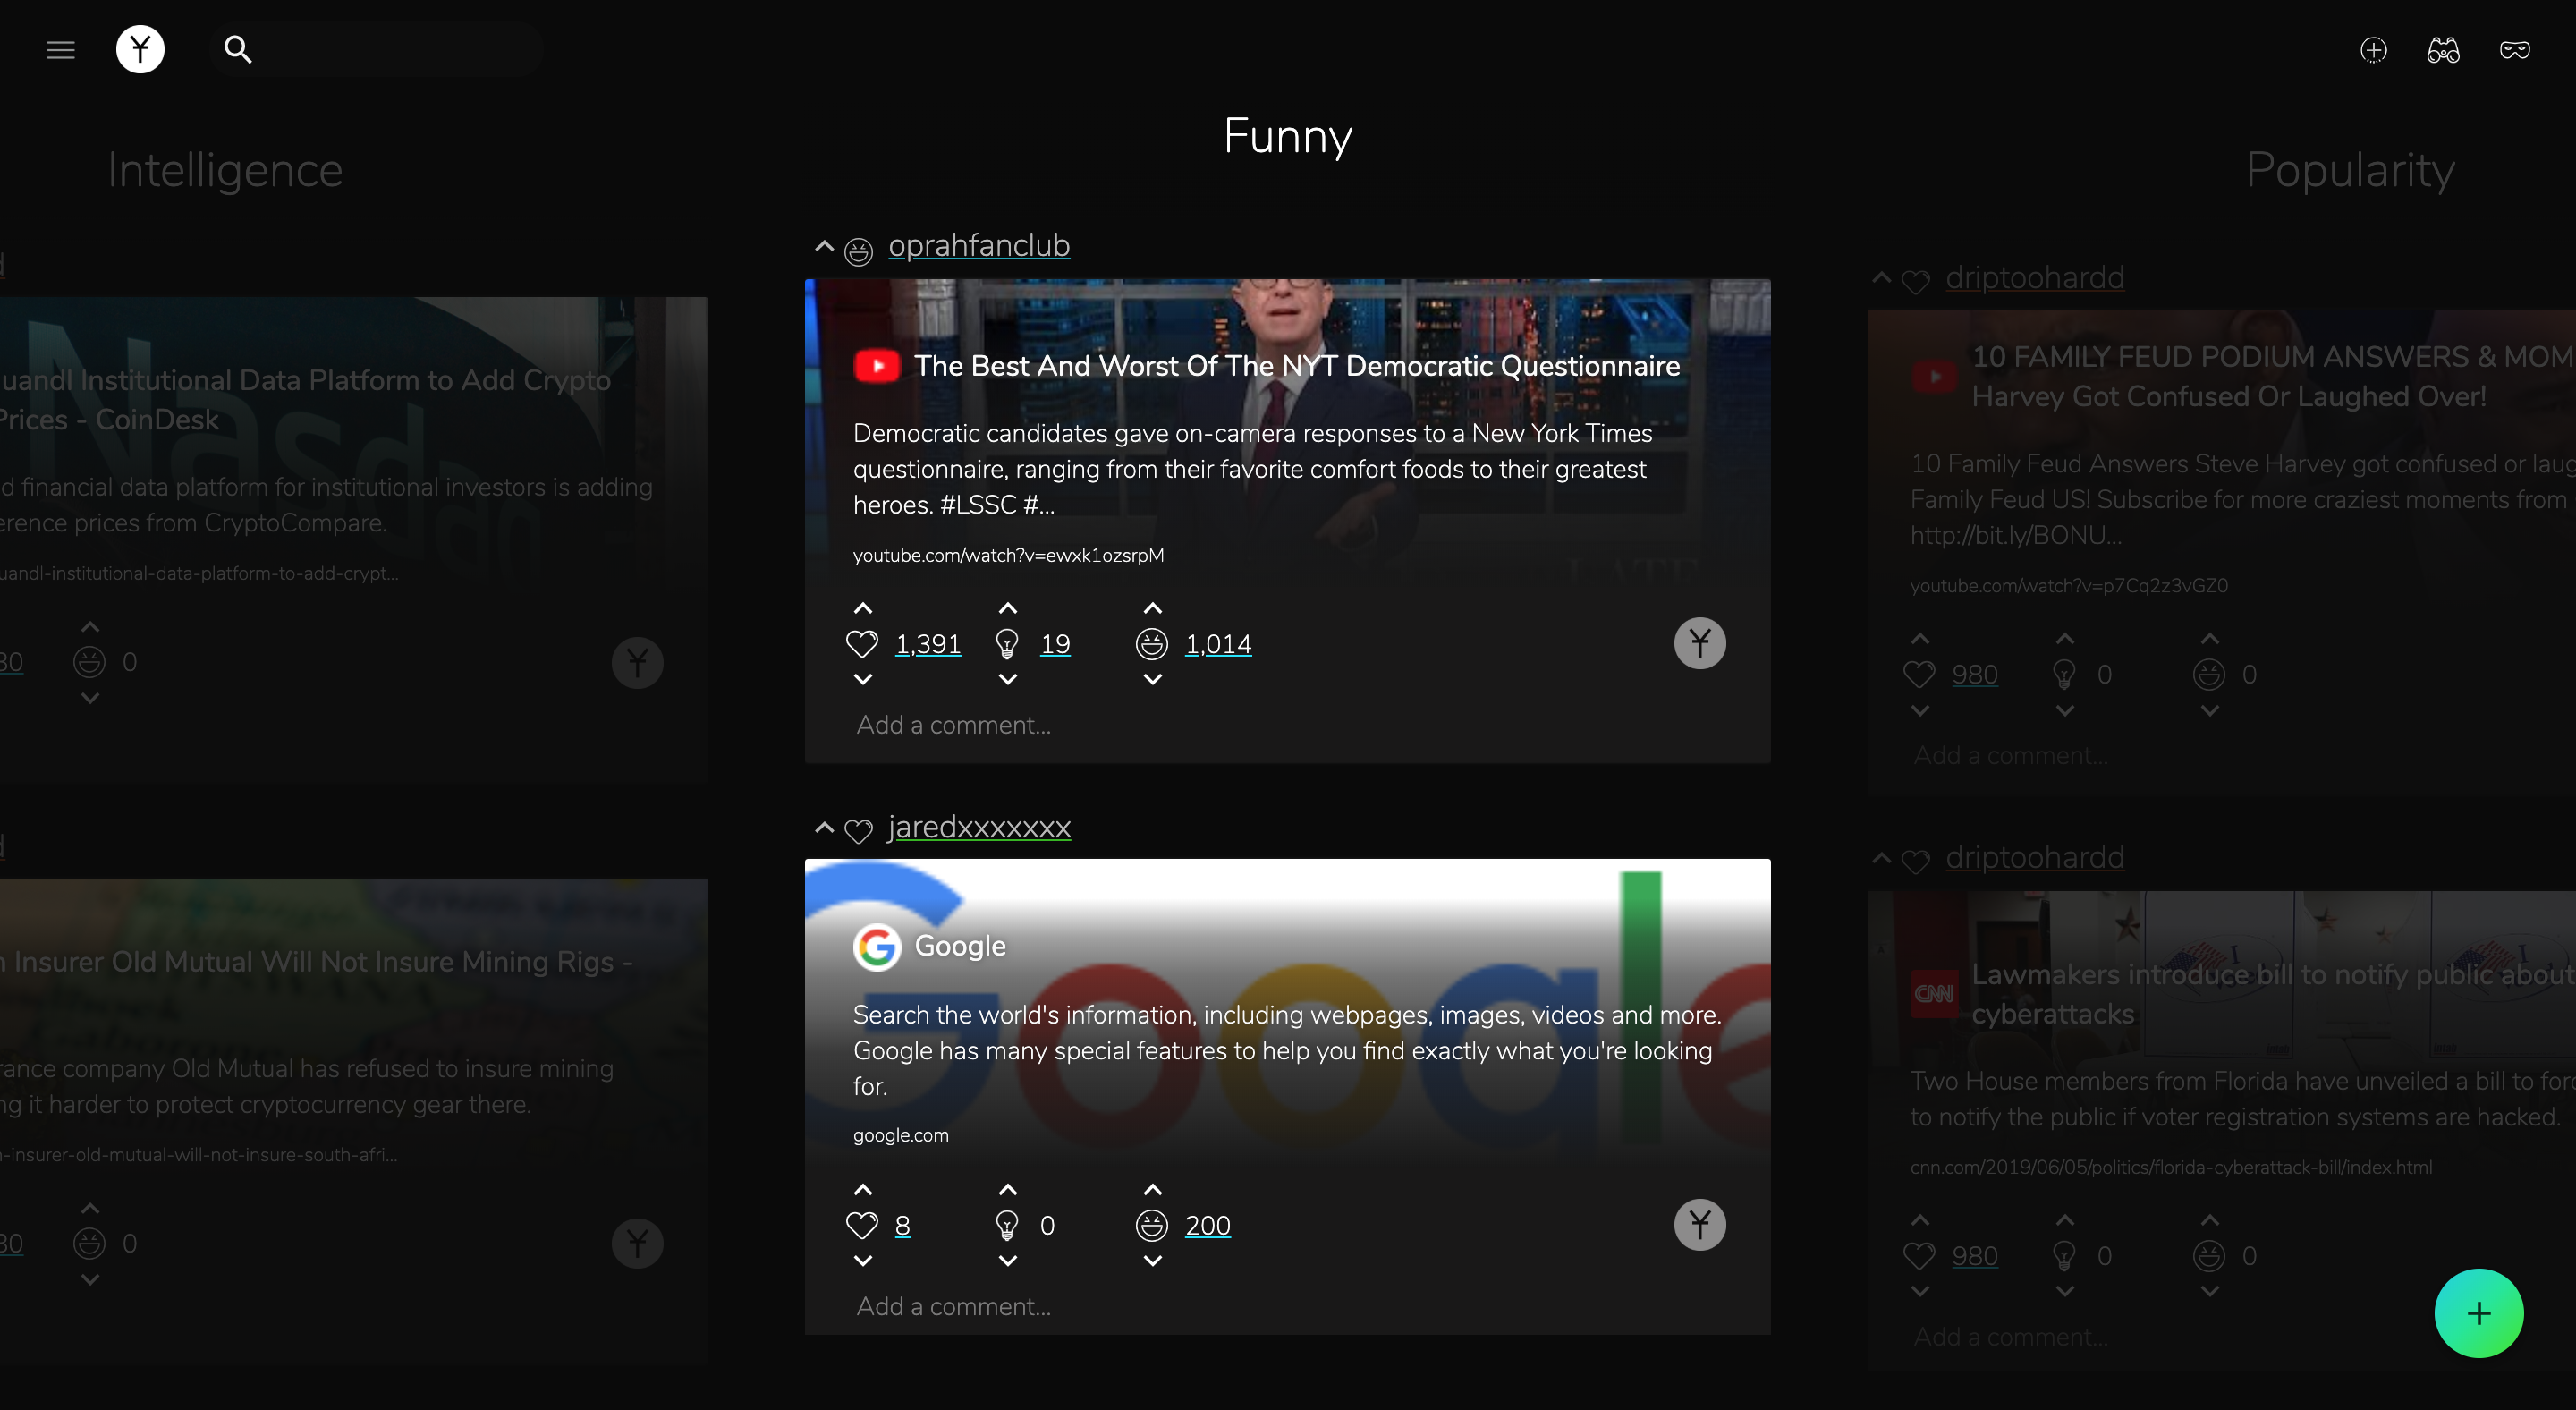 Funny
Intelligence
Popularity
uandl Institutional Data Platform to Add Crypto
Prices - CoinDesk
d financial data platform for institutional investors is adding
erence prices from CryptoCompare.
uandl-institutional-data-platform-to-add-crypt...
30
0
n Insurer Old Mutual Will Not Insure Mining Rigs -
rance company Old Mutual has refused to insure mining
ng it harder to protect cryptocurrency gear there.
n-insurer-old-mutual-will-not-insure-south-afri...
30
0
oprahfanclub
The Best And Worst Of The NYT Democratic Questionnaire
Democratic candidates gave on-camera responses to a New York Times
questionnaire, ranging from their favorite comfort foods to their greatest
heroes. #LSSC #...
youtube.com/watch?v=ewxk1ozsrpM
1,391
19
1,014
Add a comment...
jaredxxxxxxx
Google
Search the world's information, including webpages, images, videos and more.
Google has many special features to help you find exactly what you're looking
for.
google.com
8
0
200
Add a comment...
driptoohardd
10 FAMILY FEUD PODIUM ANSWERS & MOM
Harvey Got Confused Or Laughed Over!
10 Family Feud Answers Steve Harvey got confused or laug
Family Feud US! Subscribe for more craziest moments from
http://bit.ly/BONU...
youtube.com/watch?v=p7Cq2z3vGZ0
980
0
0
Add a comment...
driptoohardd
CNN
Lawmakers introduce bill to notify public about
cyberattacks
Two House members from Florida have unveiled a bill to forc
to notify the public if voter registration systems are hacked.
cnn.com/2019/06/05/politics/florida-cyberattack-bill/index.html
980
0
0
Add a comment...